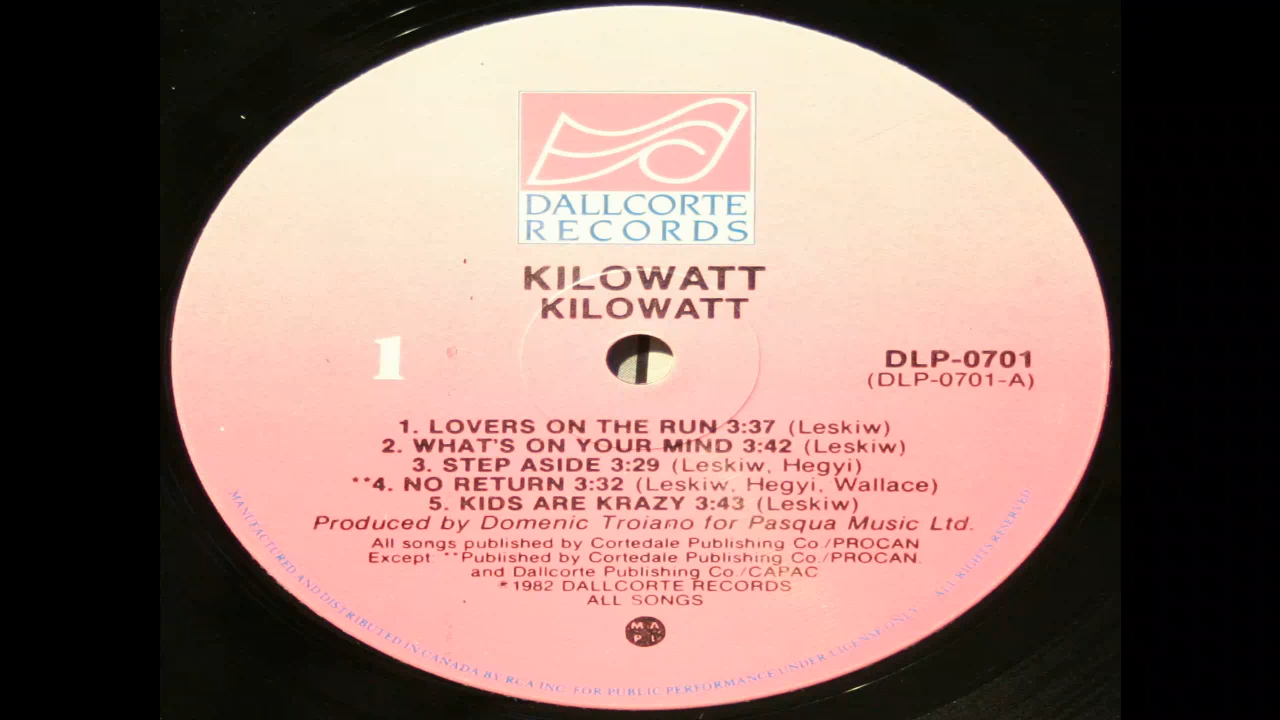 DALLCORTE
RECORDS
KILOWATT
KILOWATT
1
DLP-0701
(DLP-0701-A)
1. LOVERS ON THE RUN 3:37 (Leskiw)
2. WHAT'S ON YOUR MIND 3:42 (Leskiw)
3. STEP ASIDE 3:29 (Leskiw, Hegyi)
**4. NO RETURN 3:32 (Leskiw, Hegyi, Wallace)
5. KIDS ARE KRAZY 3:43 (Leskiw)
Produced by Domenic Troiano for Pasqua Music Ltd.
All songs published by Cortedale Publishing Co./PROCAN
Except **Published by Cortedale Publishing Co./PROCAN.
and Dallcorte Publishing Co./CAPAC
*1982 DALLCORTE RECORDS
ALL SONGS
MA
PL
MANUFACTURED AND DISTRIBUTED IN CANADA BY RCA INC. FOR PUBLIC PERFORMANCE UNDER LICENSE ONLY. ALL RIGHTS RESERVED